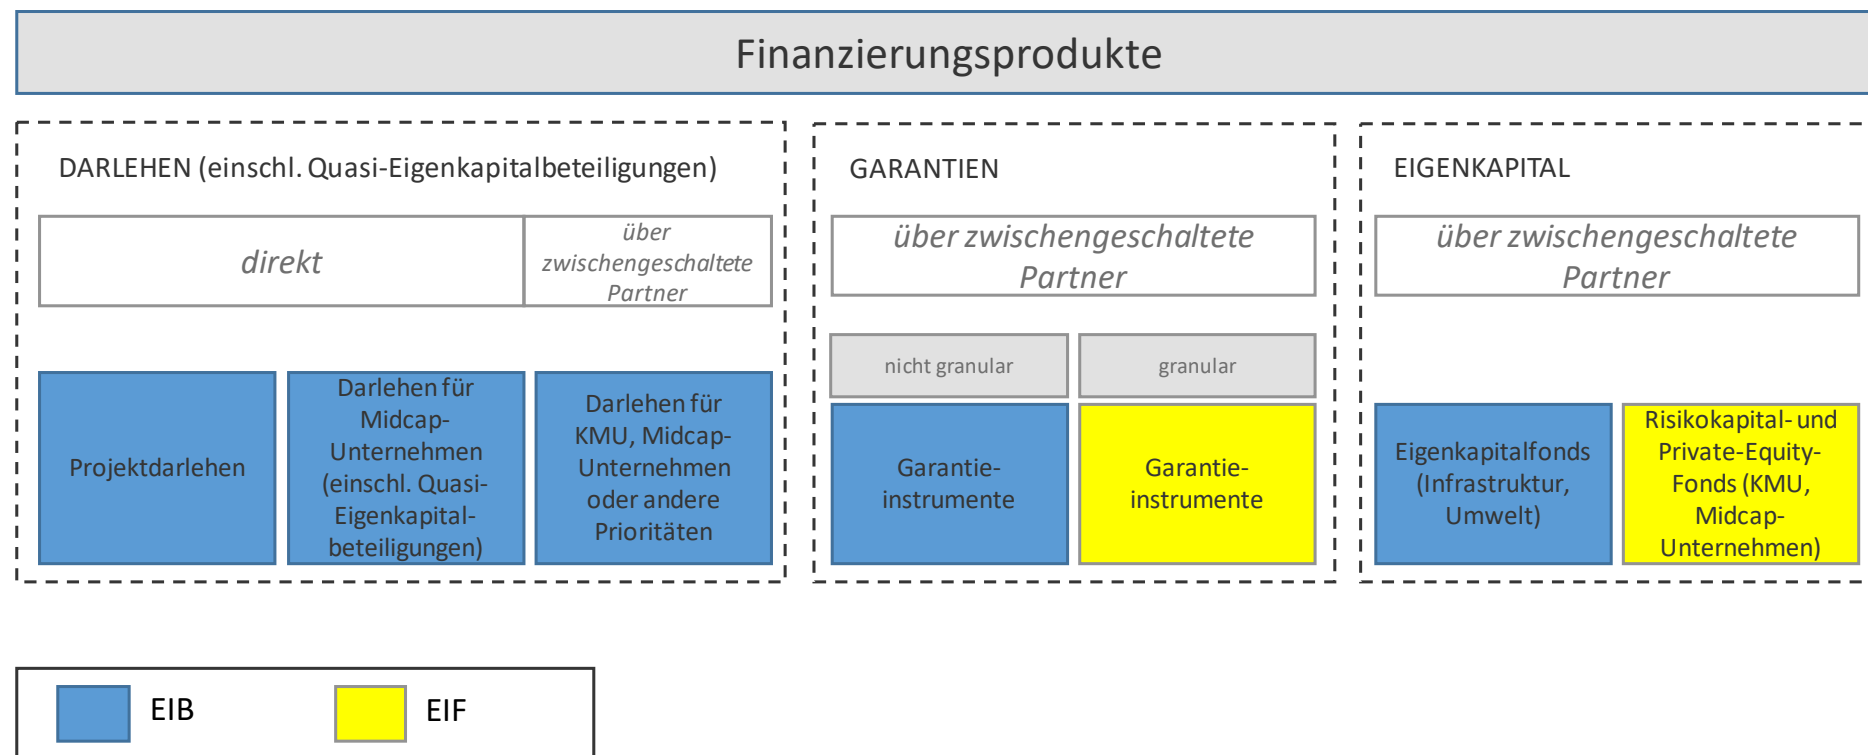 Finanzierungsprodukte
DARLEHEN (einschl. Quasi-Eigenkapitalbeteiligungen)
direkt
über
zwischengeschaltete
Partner
Projektdarlehen
Darlehen für
Midcap-
Unternehmen
(einschl. Quasi-
Eigenkapital-
beteiligungen)
Darlehen für
KMU, Midcap-
Unternehmen
oder andere
Prioritäten
GARANTIEN
über zwischengeschaltete
Partner
nicht granular
granular
Garantie-
instrumente
Garantie-
instrumente
EIGENKAPITAL
über zwischengeschaltete
Partner
Eigenkapitalfonds
(Infrastruktur,
Umwelt)
Risikokapital- und
Private-Equity-
Fonds (KMU,
Midcap-
Unternehmen)
EIB
EIF